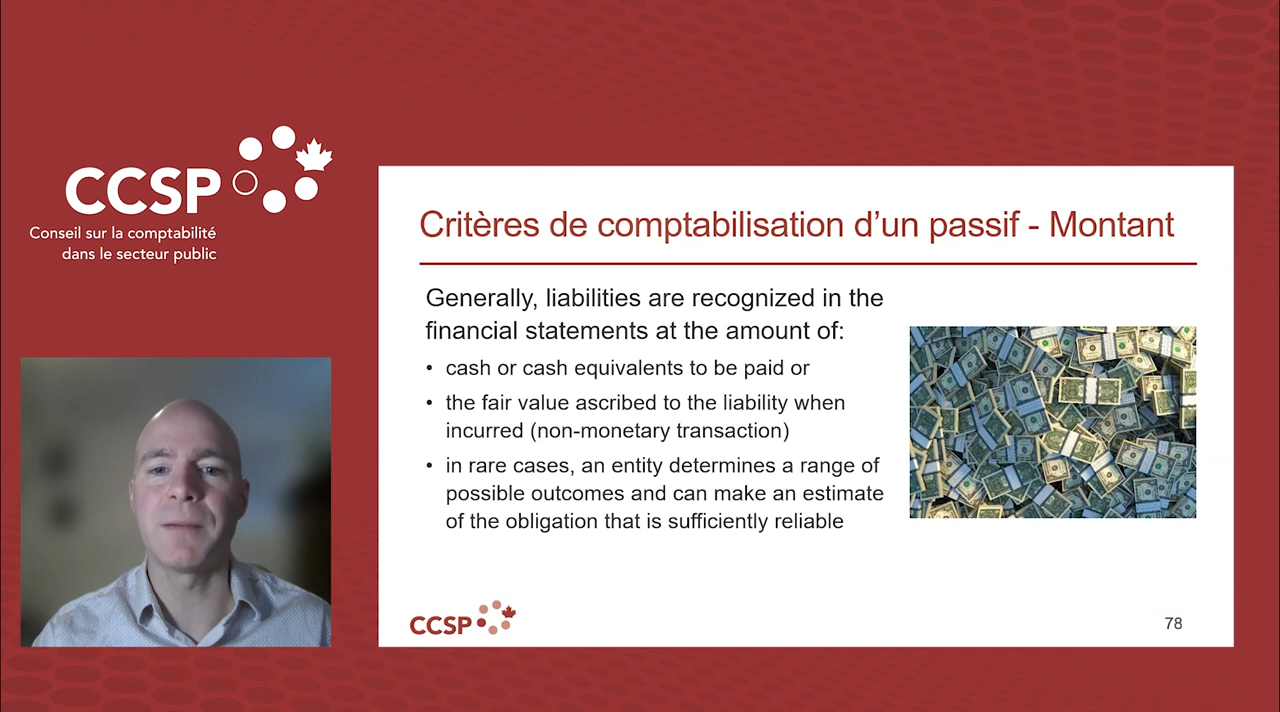 CCSP
Conseil sur la comptabilité
dans le secteur public
Critères de comptabilisation d’un passif - Montant
Generally, liabilities are recognized in the
financial statements at the amount of:
• cash or cash equivalents to be paid or
• the fair value ascribed to the liability when
incurred (non-monetary transaction)
• in rare cases, an entity determines a range of
possible outcomes and can make an estimate
of the obligation that is sufficiently reliable
CCSP
78